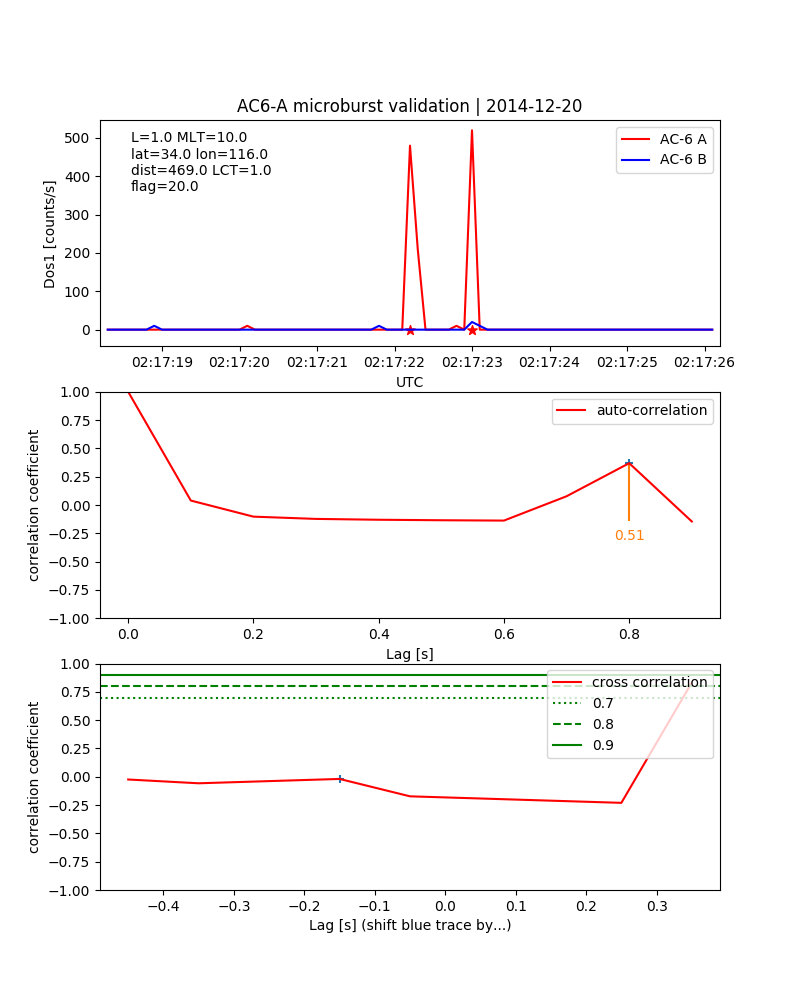 AC6-A microburst validation | 2014-12-20
L=1.0 MLT=10.0
lat=34.0 lon=116.0
dist=469.0 LCT=1.0
flag=20.0
AC-6 A
AC-6 B
Dos1 [counts/s]
500
400
300
200
100
0
02:17:19 02:17:20 02:17:21 02:17:22 02:17:23 02:17:24 02:17:25 02:17:26
UTC
auto-correlation
correlation coefficient
1.00
0.75
0.50
0.25
0.00
−0.25
−0.50
−0.75
−1.00
0.51
0.0 0.2 0.4 0.6 0.8
Lag [s]
cross correlation
0.7
0.8
0.9
correlation coefficient
1.00
0.75
0.50
0.25
0.00
−0.25
−0.50
−0.75
−1.00
−0.4 −0.3 −0.2 −0.1 0.0 0.1 0.2 0.3
Lag [s] (shift blue trace by...)